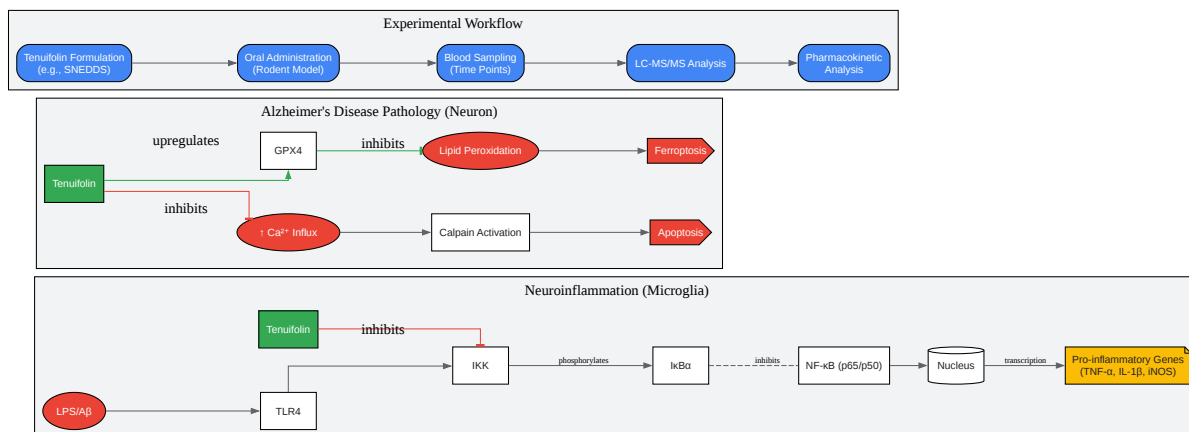 Experimental Workflow
Tenuifolin Formulation
(e.g., SNEDDS)
Oral Administration
(Rodent Model)
Blood Sampling
(Time Points)
LC-MS/MS Analysis
Pharmacokinetic
Analysis
Alzheimer's Disease Pathology (Neuron)
upregulates
GPX4
inhibits
Lipid Peroxidation
Ferroptosis
Tenuifolin
inhibits
↑ Ca²⁺ Influx
Calpain Activation
Apoptosis
Neuroinflammation (Microglia)
Tenuifolin
inhibits
IKK
phosphorylates
IκBα
inhibits
NF-κB (p65/p50)
Nucleus
transcription
Pro-inflammatory Genes
(TNF-α, IL-1β, iNOS)
LPS/Aβ
TLR4